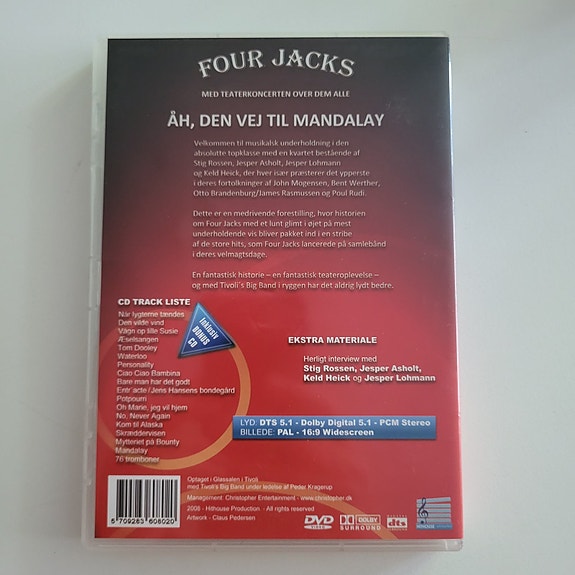 FOUR JACKS
MED TEATERKONCERTEN OVER DEM ALLE
ÅH, DEN VEJ TIL MANDALAY
Velkommen til musikalsk underholdning i den
absolutte topklasse med en kvartet bestående af
Stig Rossen, Jesper Asholt, Jesper Lohmann
og Keld Heick, der hver især præsterer det ypperste
i deres fortolkninger af John Mogensen, Bent Werther,
Otto Brandenburg/James Rasmussen og Poul Rudi.
Dette er en medrivende forestilling, hvor historien
om Four Jacks med et lunt glimt i øjet på mest
underholdende vis bliver pakket ind i en stribe
af de store hits, som Four Jacks lancerede på samlebånd
i deres velmagtsdage.
En fantastisk historie – en fantastisk teateroplevelse –
og med Tivoli´s Big Band i ryggen har det aldrig lydt bedre.
CD TRACK LISTE
Når lygterne tændes
Den vilde vind
Vågn op lille Susie
Æselsangen
Tom Dooley
Waterloo
Personality
Ciao Ciao Bambina
Bare man har det godt
Entr´acte / Jens Hansens bondegård
Potpourri
Oh Marie, jeg vil hjem
No, Never Again
Kom til Alaska
Skræddervisen
Mytteriet på Bounty
Mandalay
76 tromboner
Inklusiv
BONUS
CD
EKSTRA MATERIALE
Herligt interview med
Stig Rossen, Jesper Asholt,
Keld Heick og Jesper Lohmann
LYD: DTS 5.1 - Dolby Digital 5.1 - PCM Stereo
BILLEDE: PAL - 16:9 Widescreen
Optaget i Glassalen i Tivoli
med Tivoli's Big Band under ledelse af Peder Kragerup
Management: Christopher Entertainment - www.christopher.dk
2008 - Hithouse Production - All rights reserved
Artwork - Claus Pedersen
5 709283 608020
DVD
VIDEO
DOLBY
SURROUND
dts